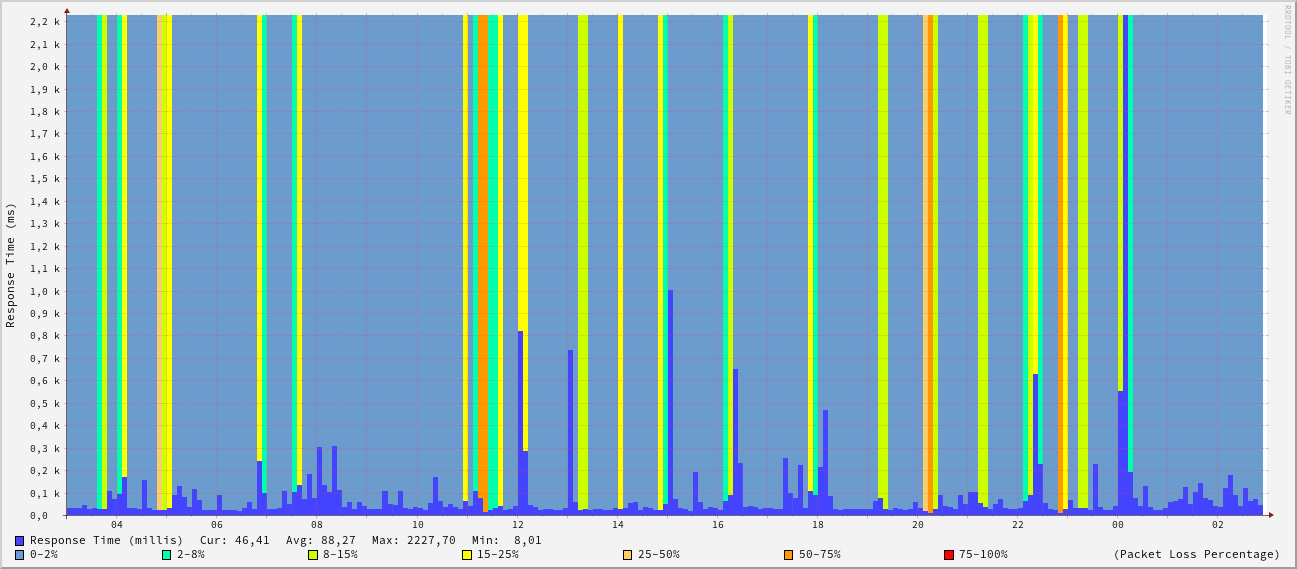 RRDTOOL / TOBI OETIKER
Response Time (ms)
2,2 k
2,1 k
2,0 k
1,9 k
1,8 k
1,7 k
1,6 k
1,5 k
1,4 k
1,3 k
1,2 k
1,1 k
1,0 k
0,9 k
0,8 k
0,7 k
0,6 k
0,5 k
0,4 k
0,3 k
0,2 k
0,1 k
0,0
04 06 08 10 12 14 16 18 20 22 00 02
Response Time (millis) Cur: 46,41 Avg: 88,27 Max: 2227,70 Min: 8,01
0-2% 2-8% 8-15% 15-25% 25-50% 50-75% 75-100% (Packet Loss Percentage)